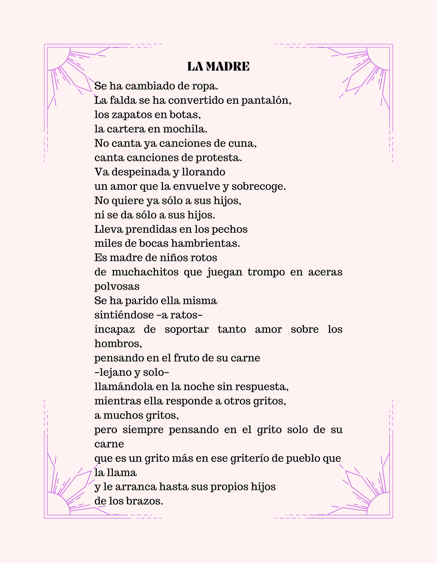 LA MADRE
Se ha cambiado de ropa.
La falda se ha convertido en pantalón,
los zapatos en botas,
la cartera en mochila.
No canta ya canciones de cuna,
canta canciones de protesta.
Va despeinada y llorando
un amor que la envuelve y sobrecoge.
No quiere ya sólo a sus hijos,
ni se da sólo a sus hijos.
Lleva prendidas en los pechos
miles de bocas hambrientas.
Es madre de niños rotos
de muchachitos que juegan trompo en aceras
polvosas
Se ha parido ella misma
sintiéndose –a ratos–
incapaz de soportar tanto amor sobre los
hombros,
pensando en el fruto de su carne
–lejano y solo–
llamándola en la noche sin respuesta,
mientras ella responde a otros gritos,
a muchos gritos,
pero siempre pensando en el grito solo de su
carne
que es un grito más en ese griterío de pueblo que
la llama
y le arranca hasta sus propios hijos
de los brazos.